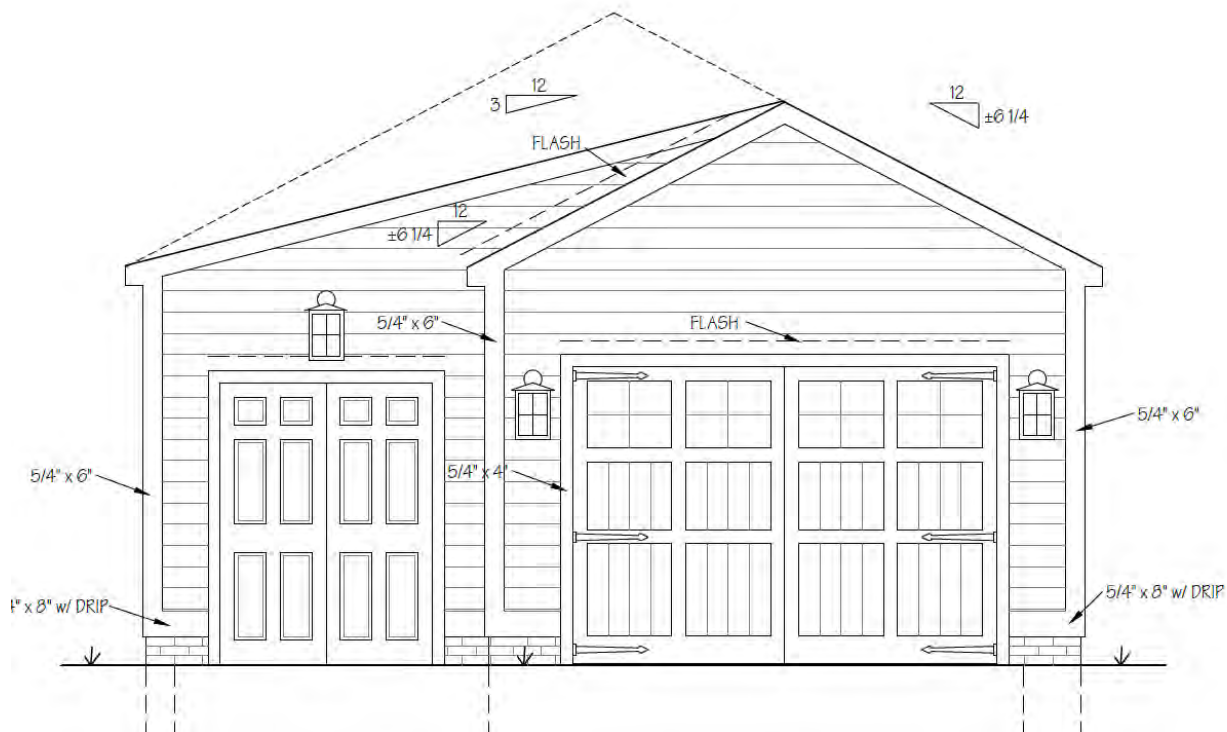 12
3
12
±6 1/4
FLASH
12
±6 1/4
5/4" x 6"
FLASH
5/4" x 6"
5/4" x 6"
5/4" x 4"
4" x 8" w/ DRIP
5/4" x 8" w/ DRIP